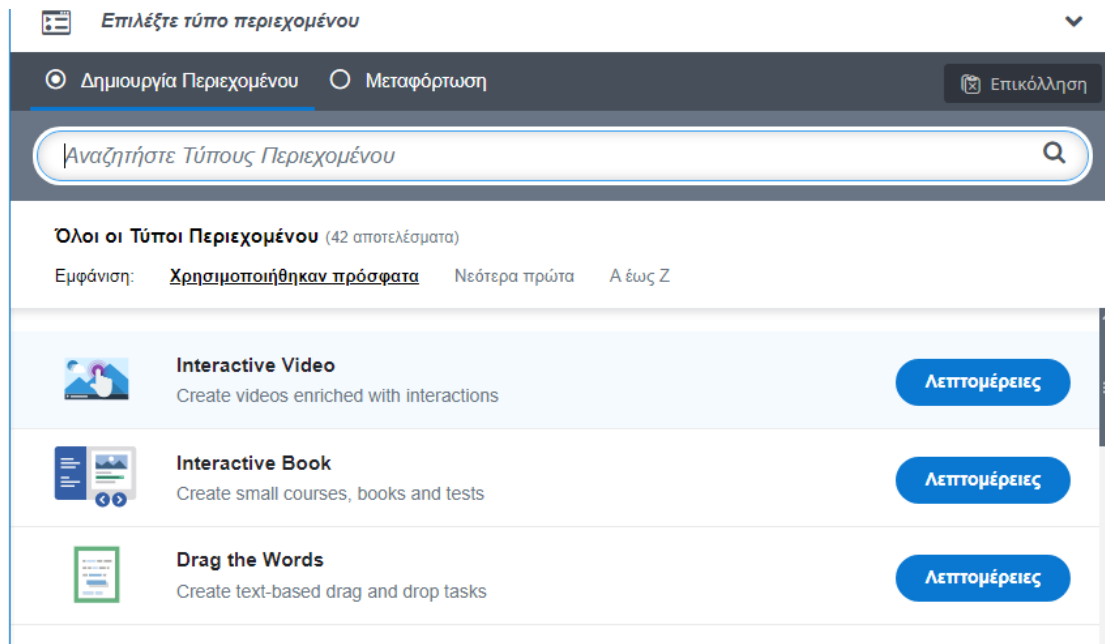 Επιλέξτε τύπο περιεχομένου
Δημιουργία Περιεχομένου Μεταφόρτωση Επικόλληση
Αναζητήστε Τύπους Περιεχομένου
Όλοι οι Τύποι Περιεχομένου (42 αποτελέσματα)
Εμφάνιση: Χρησιμοποιήθηκαν πρόσφατα Νεότερα πρώτα Α έως Ζ
Interactive Video
Create videos enriched with interactions
Λεπτομέρειες
Interactive Book
Create small courses, books and tests
Λεπτομέρειες
Drag the Words
Create text-based drag and drop tasks
Λεπτομέρειες